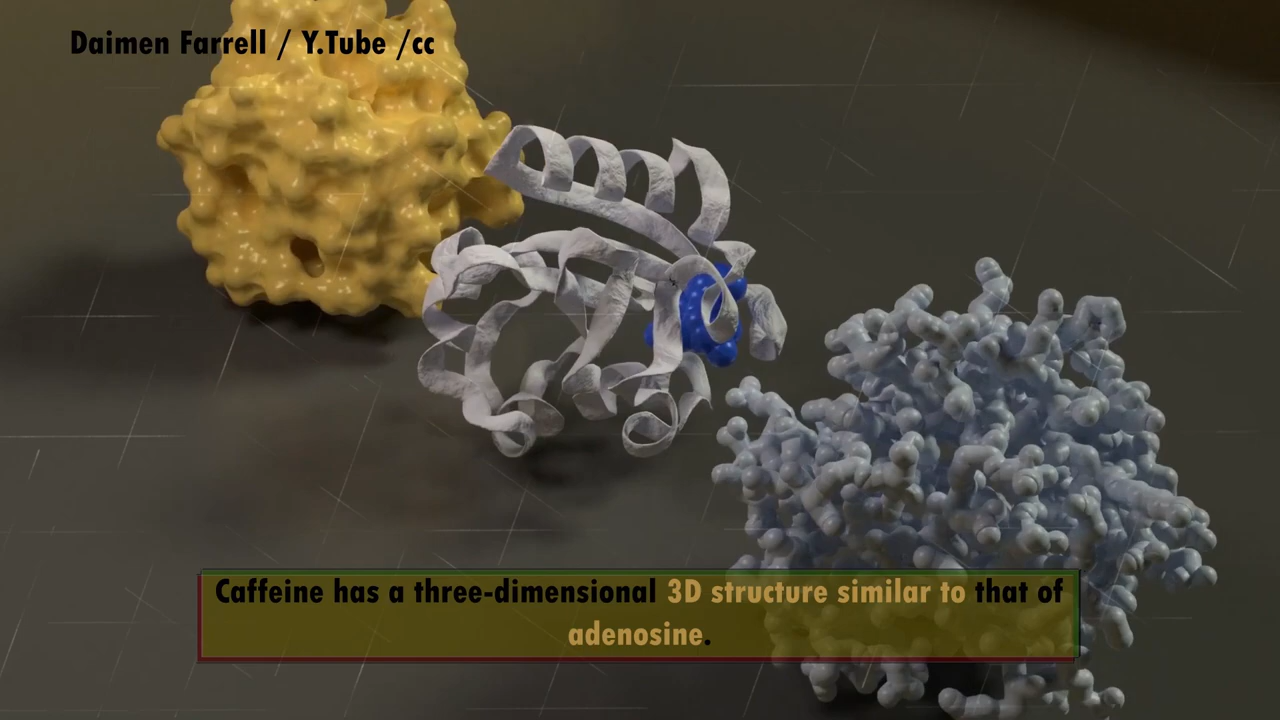 Daimen Farrell / Y.Tube /cc
Caffeine has a three-dimensional 3D structure similar to that of
adenosine.